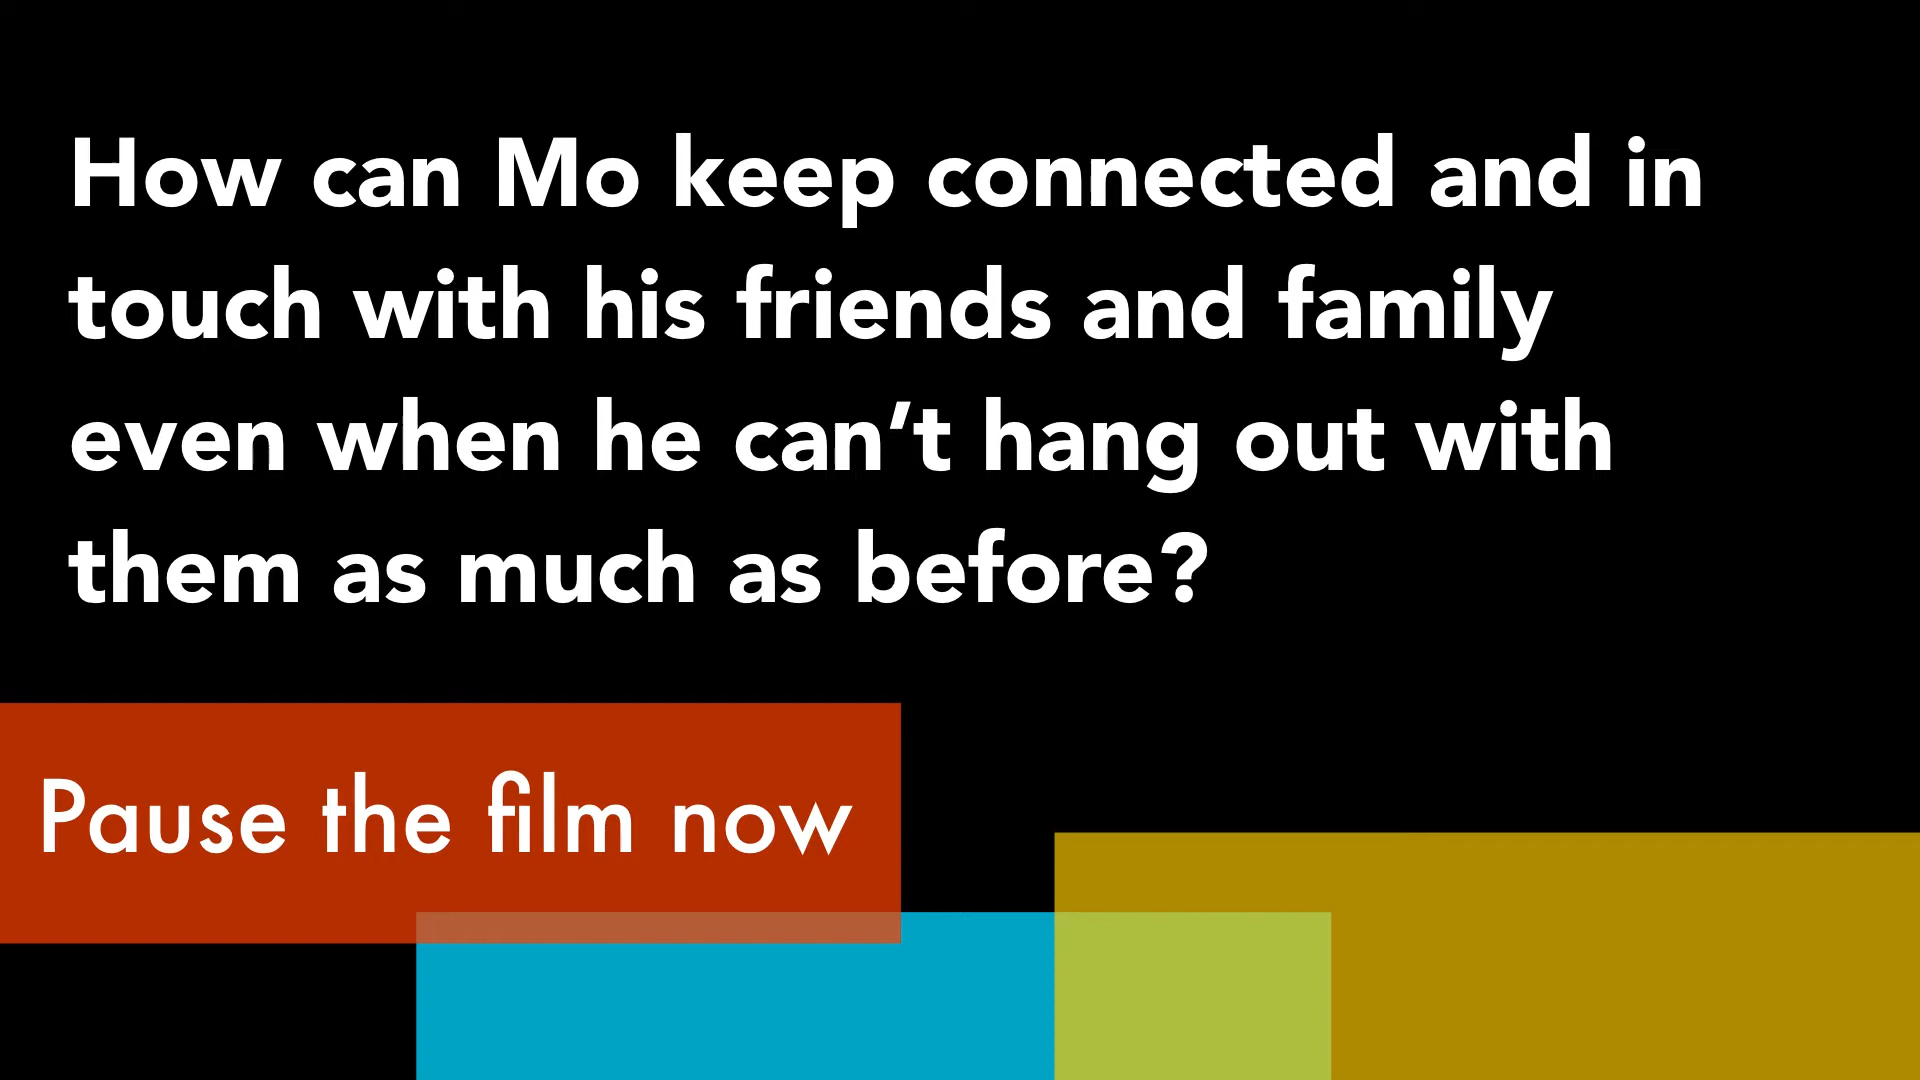 How can Mo keep connected and in
touch with his friends and family
even when he can’t hang out with
them as much as before?
Pause the film now